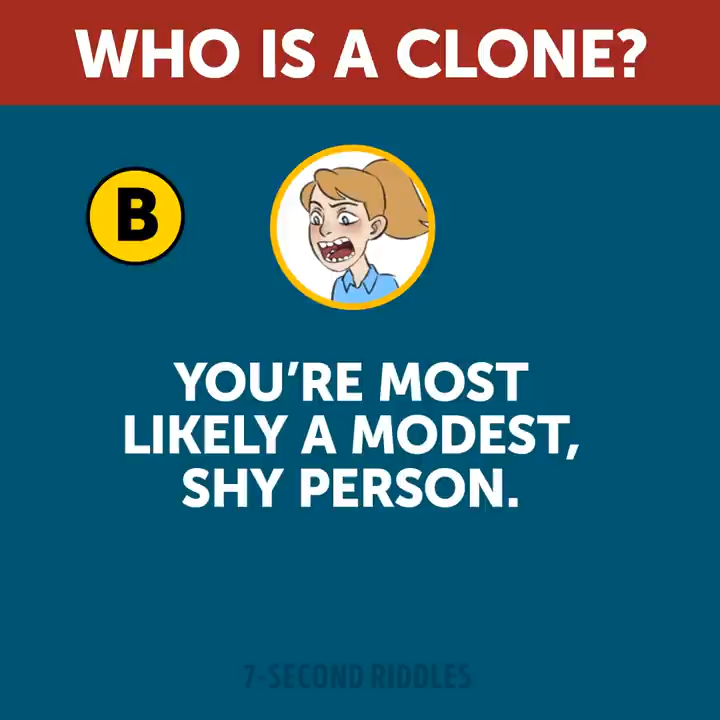 WHO IS A CLONE?
B
YOU'RE MOST
LIKELY A MODEST,
SHY PERSON.
7-SECOND RIDDLES